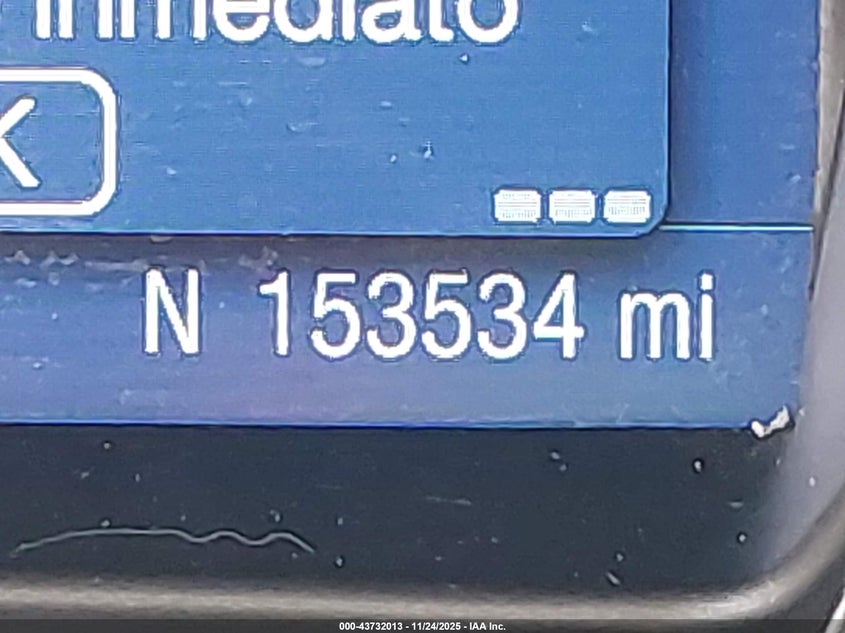 immediato
K
N 153534 mi
000-43732013 - 11/24/2025 - IAA Inc.